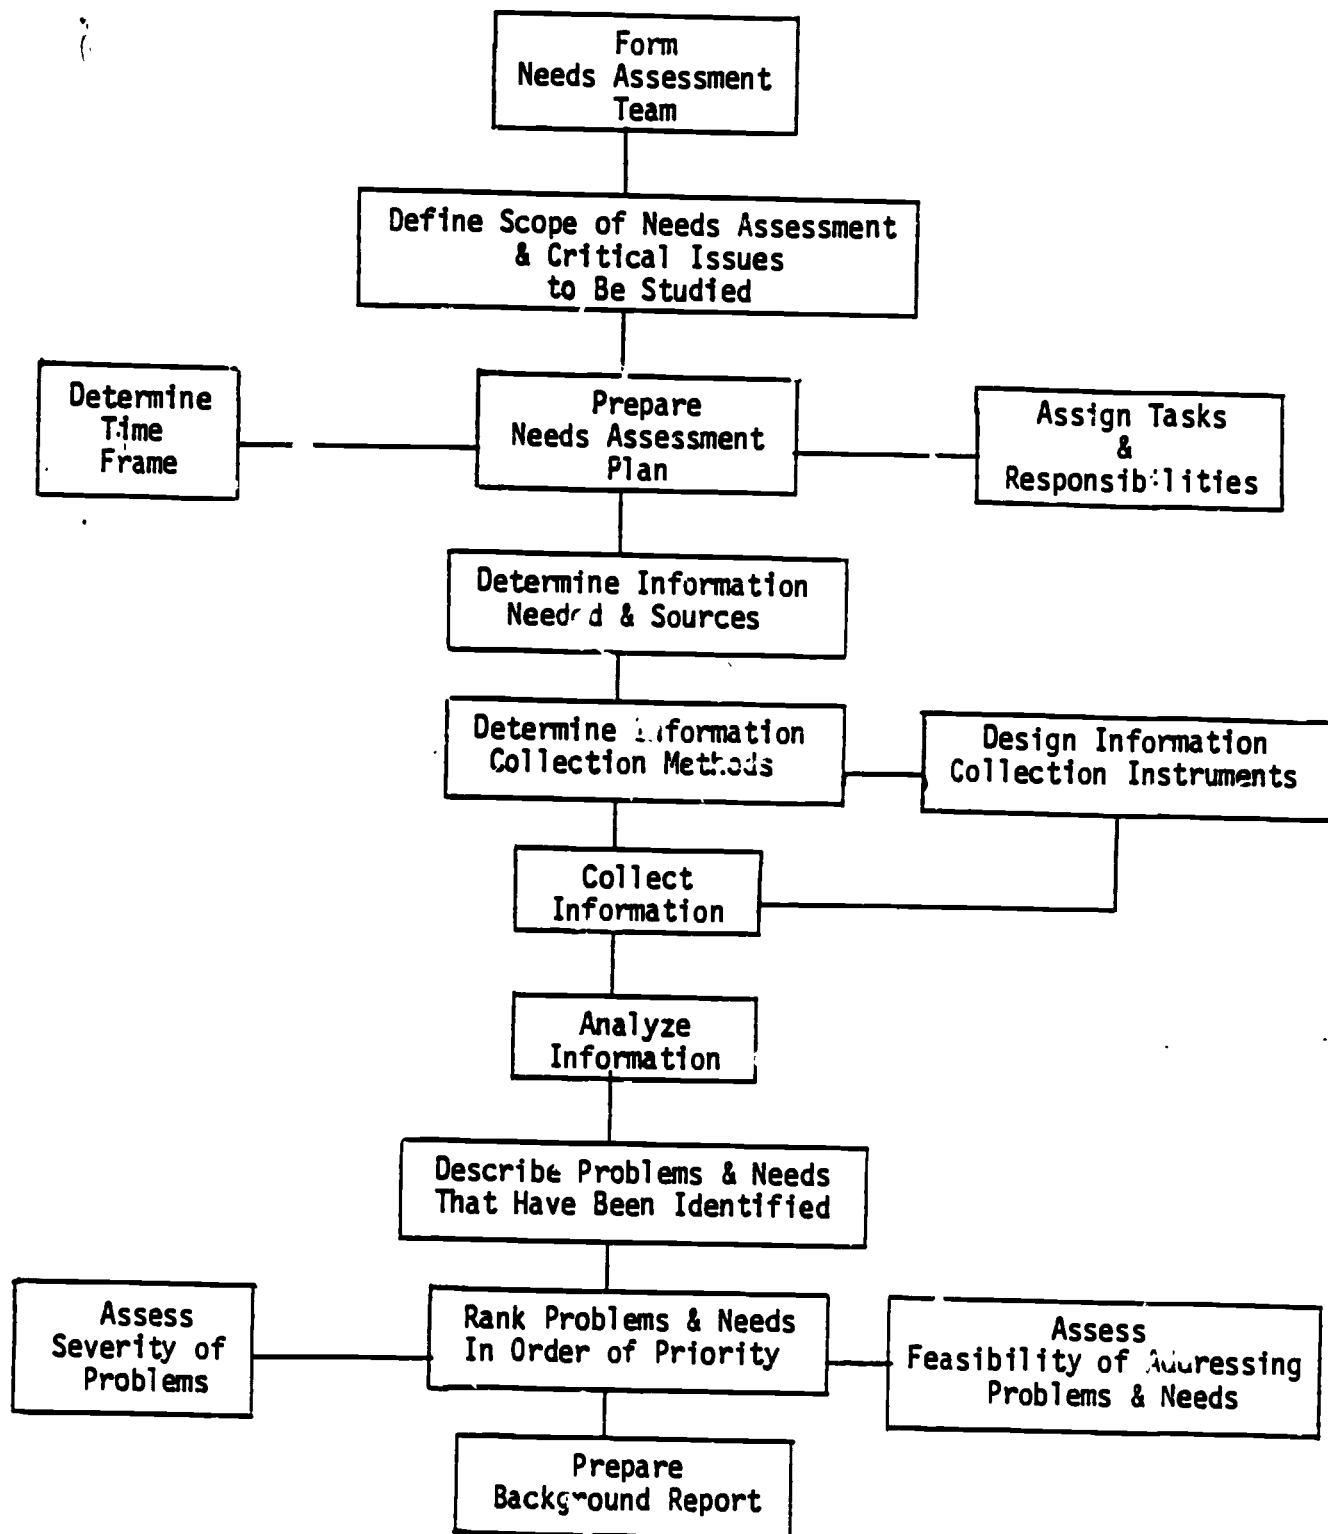 Form
Needs Assessment
Team
Define Scope of Needs Assessment
& Critical Issues
to Be Studied
Determine
Time
Frame
Prepare
Needs Assessment
Plan
Assign Tasks
&
Responsibilities
Determine Information
Needed & Sources
Determine Information
Collection Methods
Design Information
Collection Instruments
Collect
Information
Analyze
Information
Describe Problems & Needs
That Have Been Identified
Assess
Severity of
Problems
Rank Problems & Needs
In Order of Priority
Assess
Feasibility of Addressing
Problems & Needs
Prepare
Background Report